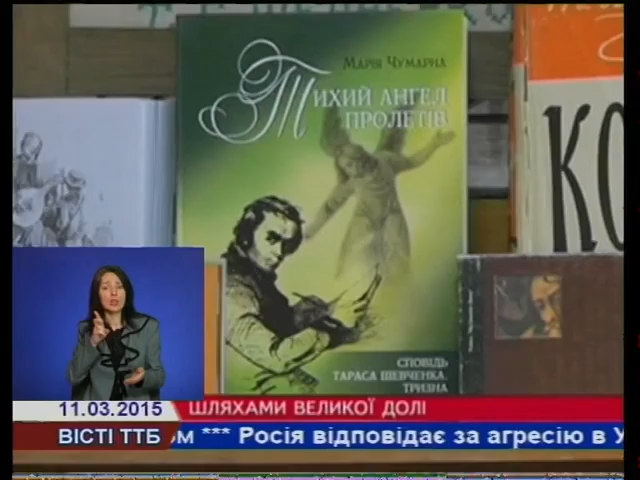 Марія Чумарна
Тихий ангел
пролетів
КО
СПОВІДЬ
ТАРАСА ШЕВЧЕНКА.
ТРИЗНА
11.03.2015
ШЛЯХАМИ ВЕЛИКОЇ ДОЛІ
ВІСТІ ТТБ
ом *** Росія відповідає за агресію в У